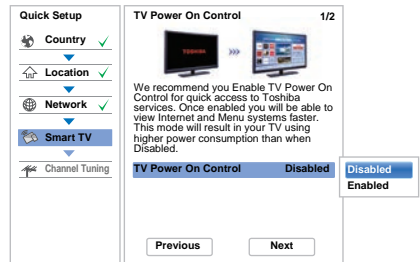 Quick Setup
Country
Location
Network
Smart TV
Channel Tuning
TV Power On Control 1/2
TOSHIBA
We recommend you Enable TV Power On
Control for quick access to Toshiba
services. Once enabled you will be able to
view Internet and Menu systems faster.
This mode will result in your TV using
higher power consumption than when
Disabled.
TV Power On Control Disabled
Disabled
Enabled
Previous Next